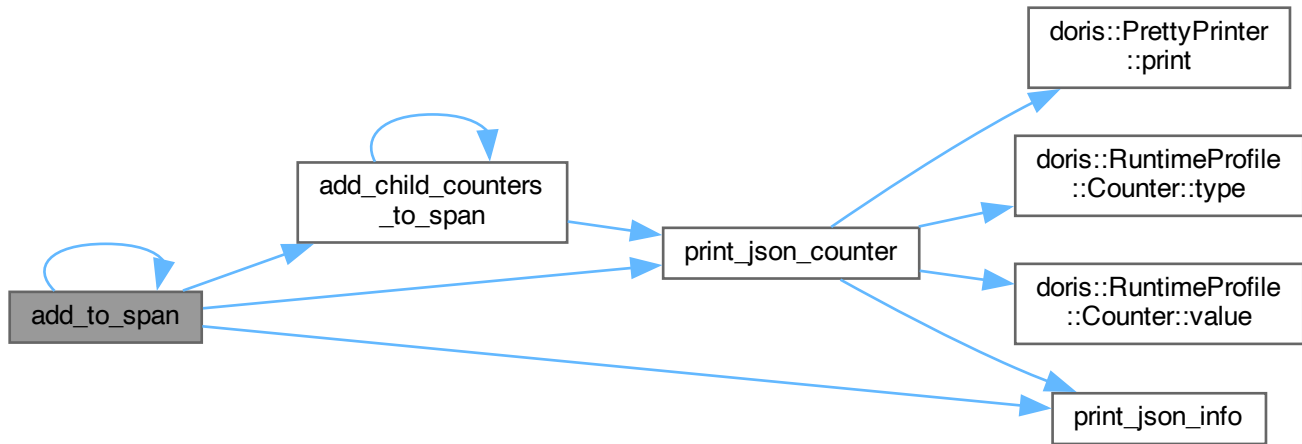 doris::PrettyPrinter
::print
doris::RuntimeProfile
::Counter::type
add_child_counters
_to_span
print_json_counter
doris::RuntimeProfile
::Counter::value
add_to_span
print_json_info